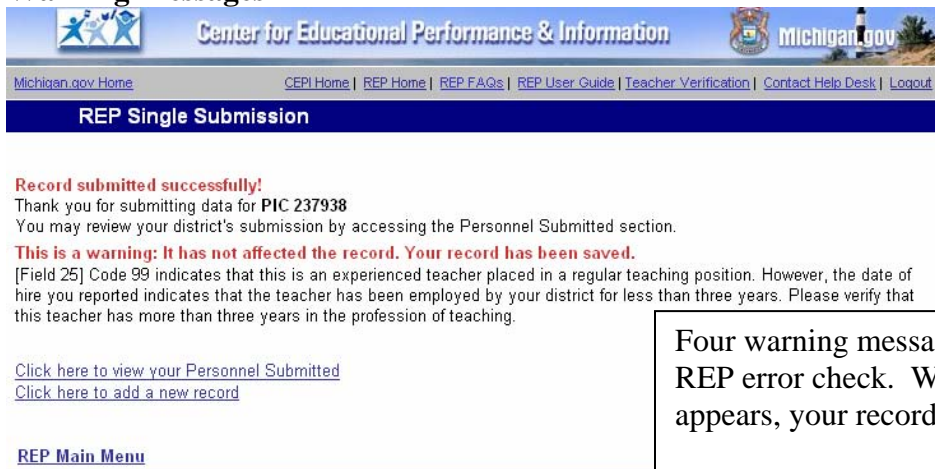 Center for Educational Performance & Information Michigan.gov
Michigan.gov Home CEPI Home | REP Home | REP FAQs | REP User Guide | Teacher Verification | Contact Help Desk | Logout
REP Single Submission
Record submitted successfully!
Thank you for submitting data for PIC 237938
You may review your district's submission by accessing the Personnel Submitted section.
This is a warning: It has not affected the record. Your record has been saved.
[Field 25] Code 99 indicates that this is an experienced teacher placed in a regular teaching position. However, the date of
hire you reported indicates that the teacher has been employed by your district for less than three years. Please verify that
this teacher has more than three years in the profession of teaching.
Four warning messa
Click here to view your Personnel Submitted
REP error check. W
Click here to add a new record
appears, your record
REP Main Menu